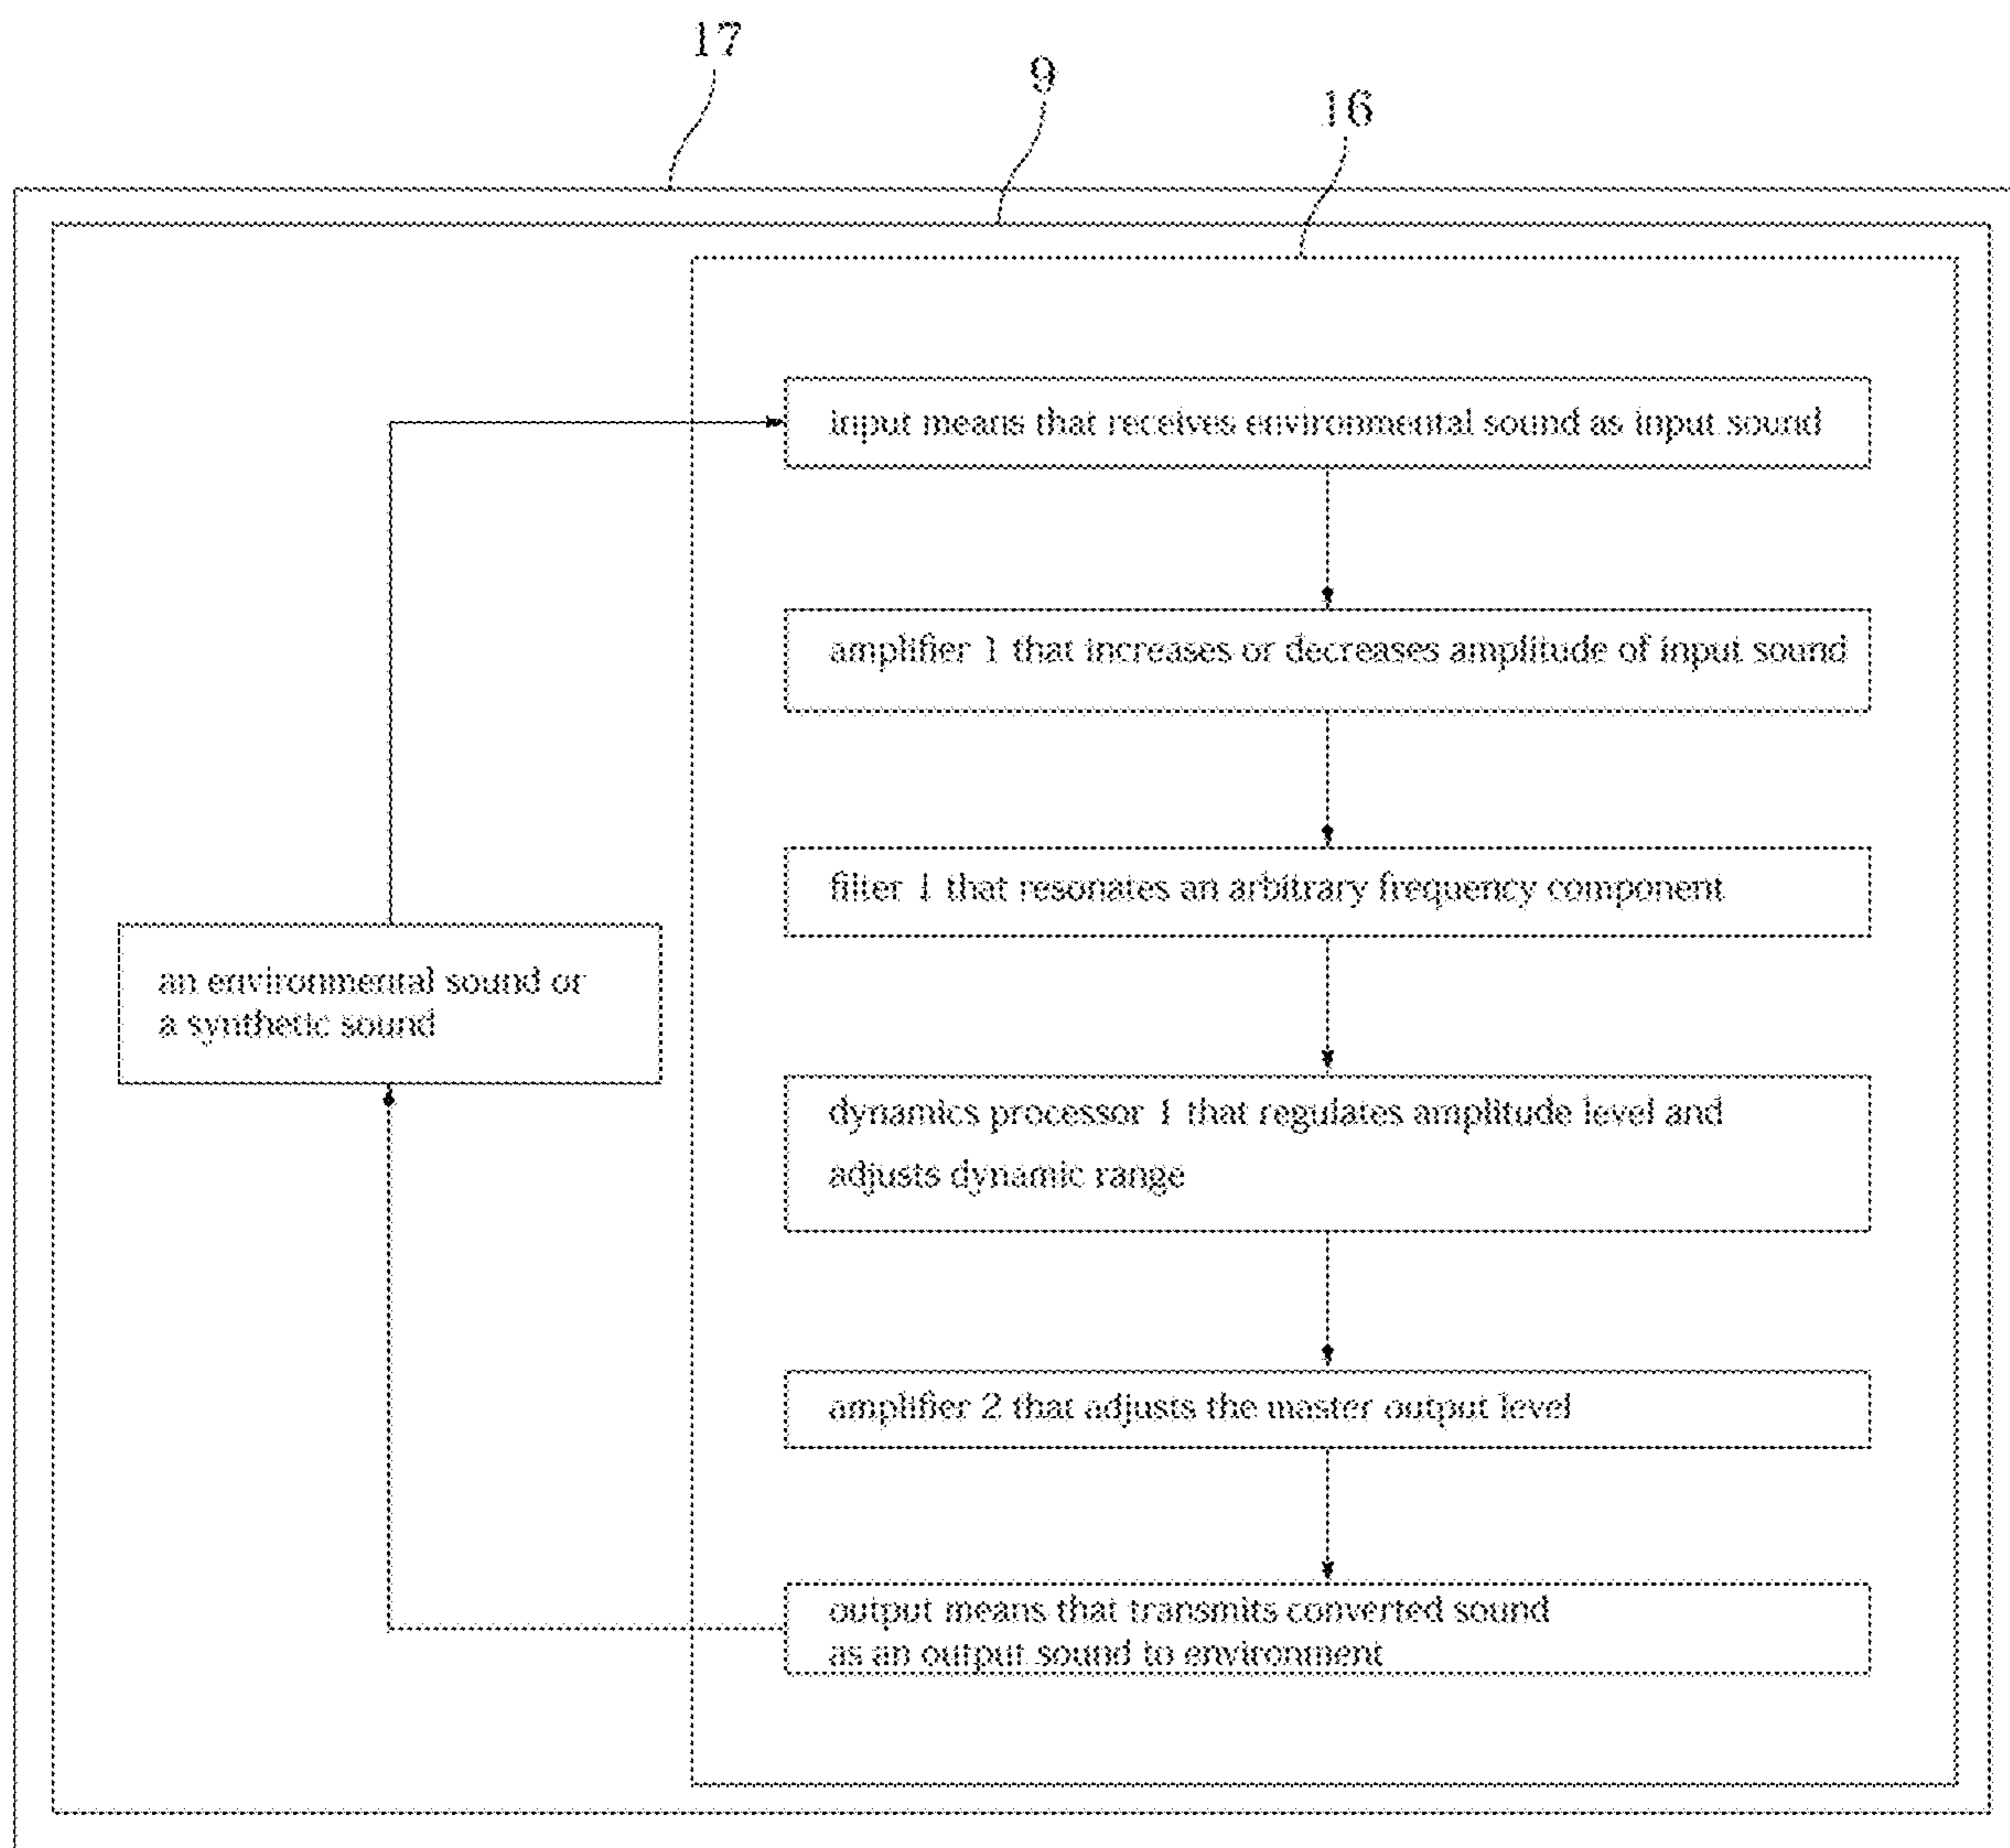 17
9
16
input means that receives environmental sound as input sound
amplifier 1 that increases or decreases amplitude of input sound
filter 1 that resonates an arbitrary frequency component
an environmental sound or
a synthetic sound
dynamics processor 1 that regulates amplitude level and
adjusts dynamic range
amplifier 2 that adjusts the master output level
output means that transmits converted sound
as an output sound to environment